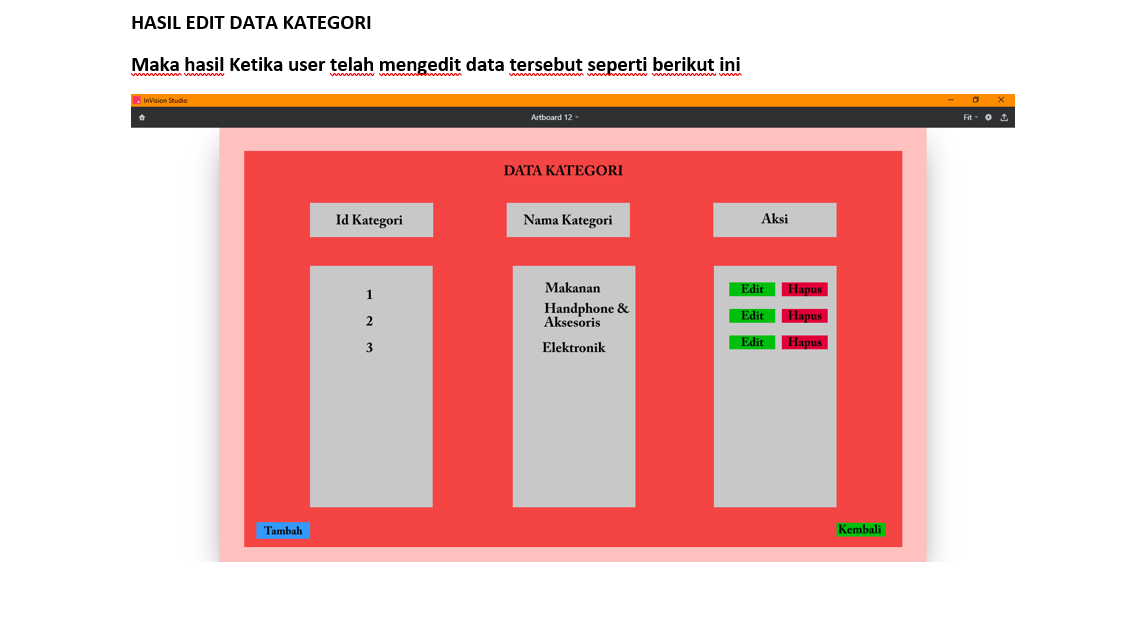 HASIL EDIT DATA KATEGORI
Maka hasil Ketika user telah mengedit data tersebut seperti berikut ini
InVision Studio
Artboard 12
Fit
DATA KATEGORI
Id Kategori
Nama Kategori
Aksi
1
Makanan
Edit
Hapus
2
Handphone &
Aksesoris
Edit
Hapus
3
Elektronik
Edit
Hapus
Tambah
Kembali